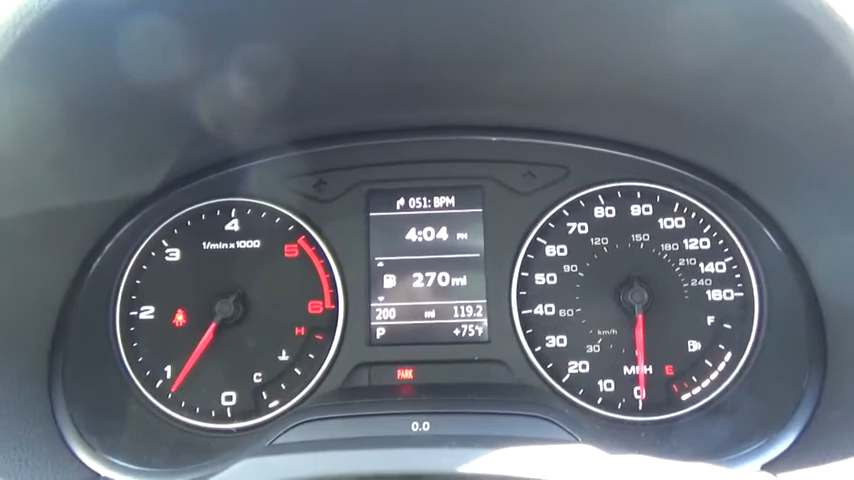 051: BPM
4:04 PM
270 mi
200 mi 119.2
P +75°F
PARK
0.0
1/min x 1000
0
1
2
3
4
5
6
H
C
0
10
20
30
40
50
60
70
80
90
100
120
140
160
MPH
km/h
30
60
90
120
150
180
210
240
F
E